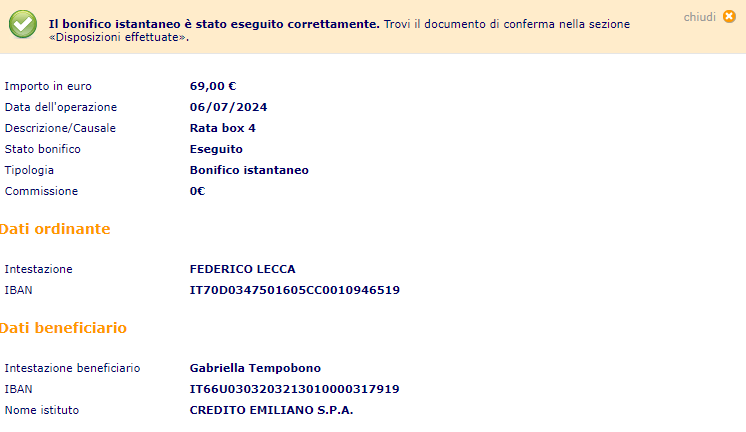 Il bonifico istantaneo è stato eseguito correttamente. Trovi il documento di conferma nella sezione
«Disposizioni effettuate».
chiudi
Importo in euro 69,00 €
Data dell'operazione 06/07/2024
Descrizione/Causale Rata box 4
Stato bonifico Eseguito
Tipologia Bonifico istantaneo
Commissione 0€
Dati ordinante
Intestazione FEDERICO LECCA
IBAN IT70D0347501605CC0010946519
Dati beneficiario
Intestazione beneficiario Gabriella Tempobono
IBAN IT66U0303203213010000317919
Nome istituto CREDITO EMILIANO S.P.A.